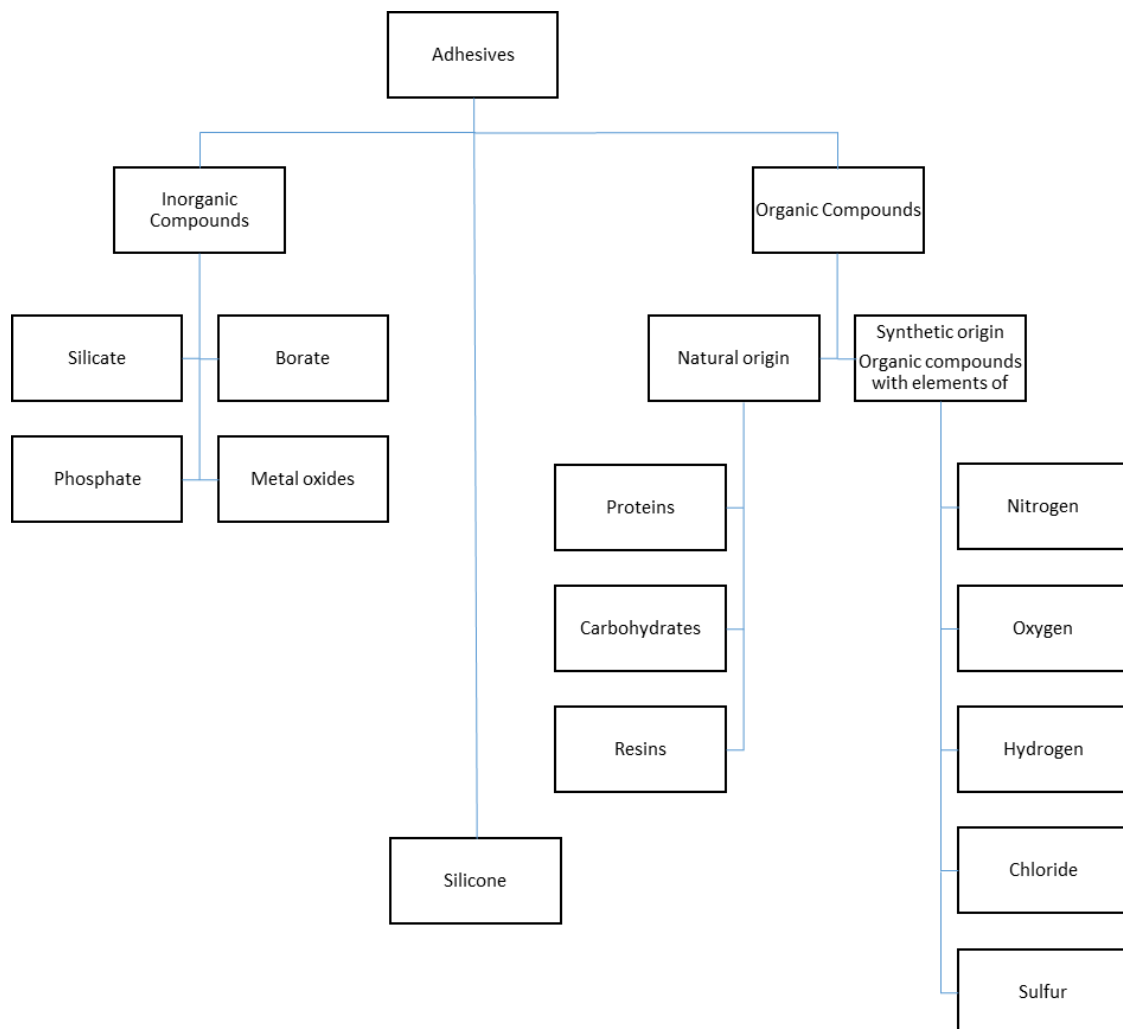 Adhesives
Inorganic
Compounds
Organic Compounds
Silicate
Borate
Natural origin
Synthetic origin
Organic compounds
with elements of
Phosphate
Metal oxides
Proteins
Nitrogen
Carbohydrates
Oxygen
Resins
Hydrogen
Silicone
Chloride
Sulfur